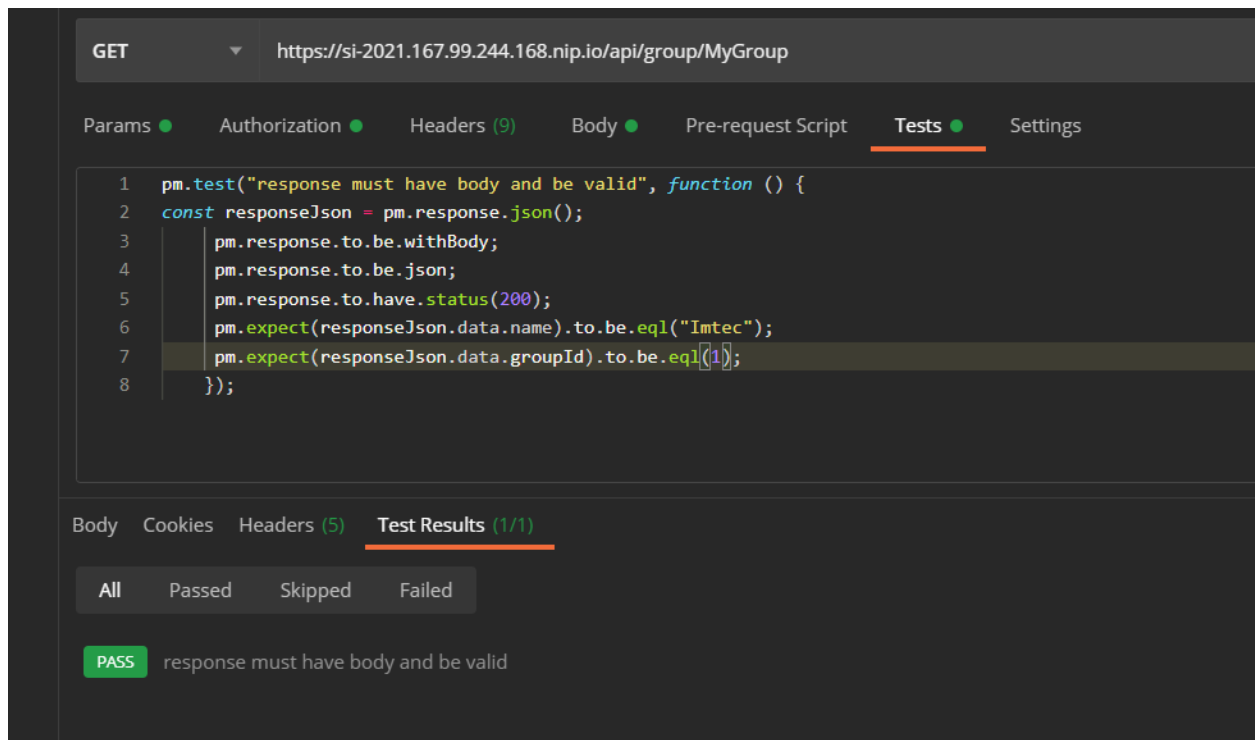 GET https://si-2021.167.99.244.168.nip.io/api/group/MyGroup
Params Authorization Headers (9) Body Pre-request Script Tests Settings
1 pm.test("response must have body and be valid", function () {
2 const responseJson = pm.response.json();
3 pm.response.to.be.withBody;
4 pm.response.to.be.json;
5 pm.response.to.have.status(200);
6 pm.expect(responseJson.data.name).to.be.eql("Imtec");
7 pm.expect(responseJson.data.groupId).to.be.eql(1);
8 });
Body Cookies Headers (5) Test Results (1/1)
All Passed Skipped Failed
PASS response must have body and be valid